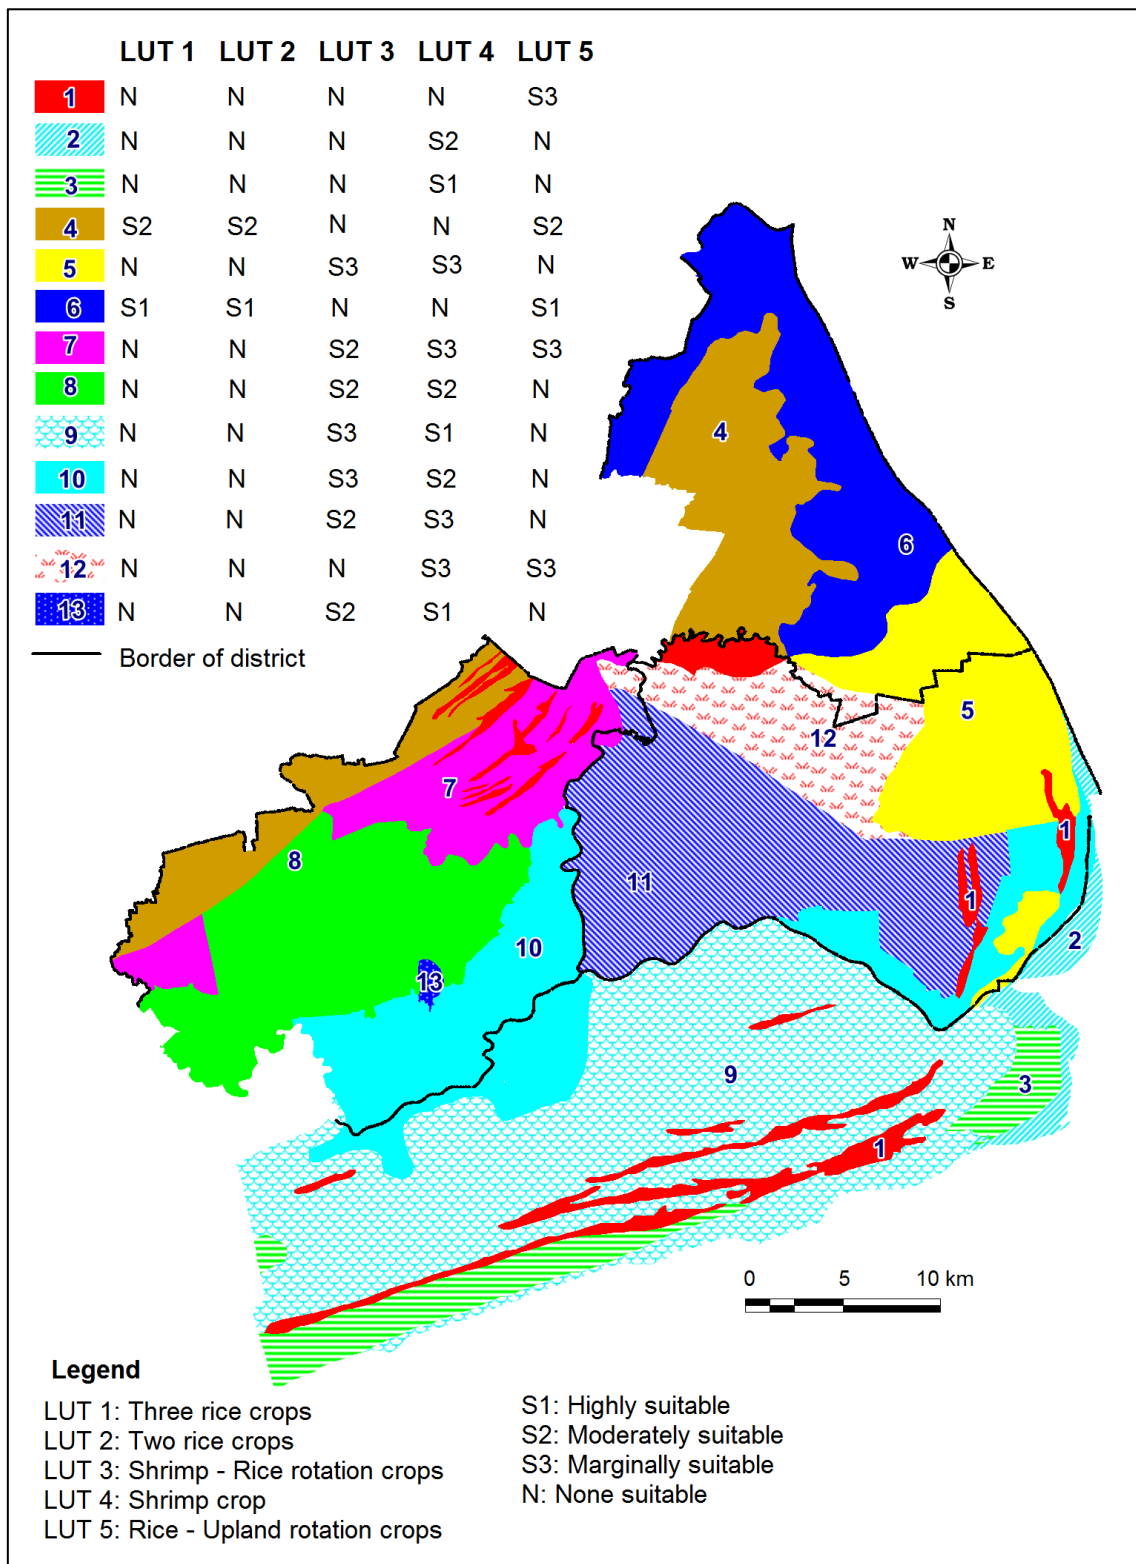 LUT 1 LUT 2 LUT 3 LUT 4 LUT 5
1 N N N N S3
2 N N N S2 N
3 N N N S1 N
4 S2 S2 N N S2
5 N N S3 S3 N
6 S1 S1 N N S1
7 N N S2 S3 S3
8 N N S2 S2 N
9 N N S3 S1 N
10 N N S3 S2 N
11 N N S2 S3 N
12 N N N S3 S3
13 N N S2 S1 N
Border of district
N
W E
S
4
6
5
12
7
1
8
11
1
10
2
13
9
3
1
0 5 10 km
Legend
LUT 1: Three rice crops
LUT 2: Two rice crops
LUT 3: Shrimp - Rice rotation crops
LUT 4: Shrimp crop
LUT 5: Rice - Upland rotation crops
S1: Highly suitable
S2: Moderately suitable
S3: Marginally suitable
N: None suitable